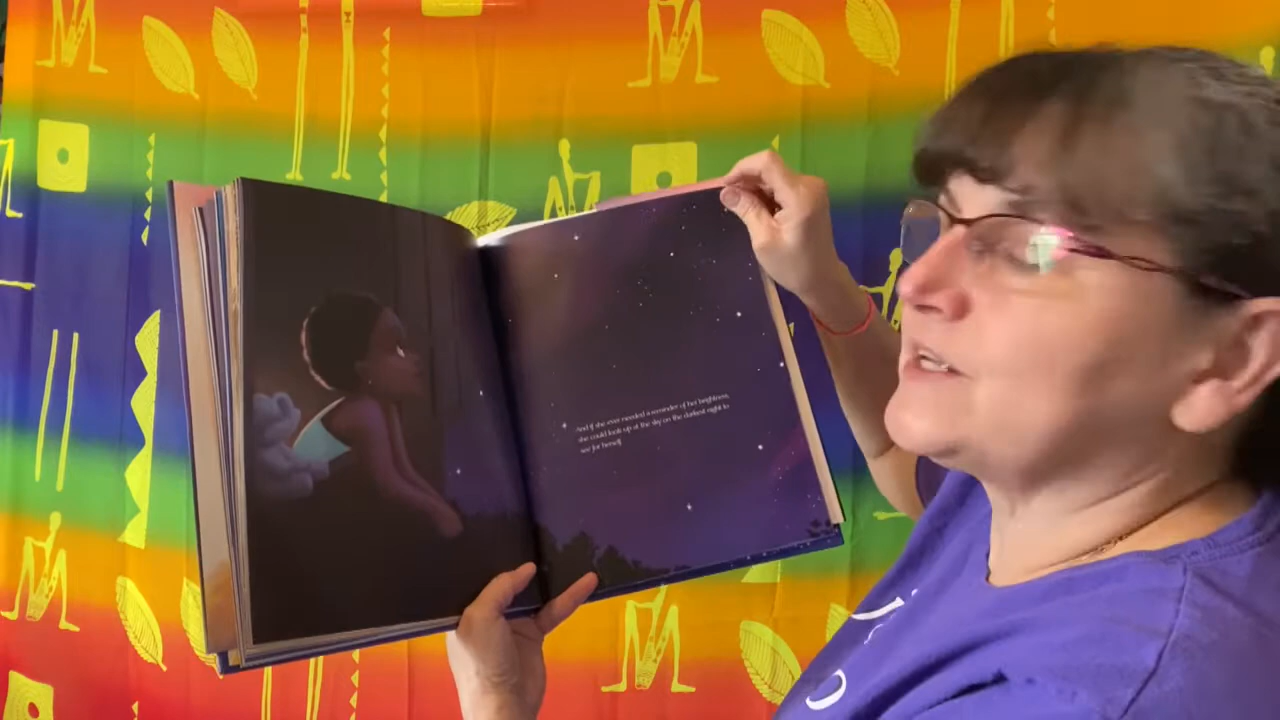 And if she ever needed a reminder of her brightness,
she could look up at the sky on the darkest night to
see for herself.